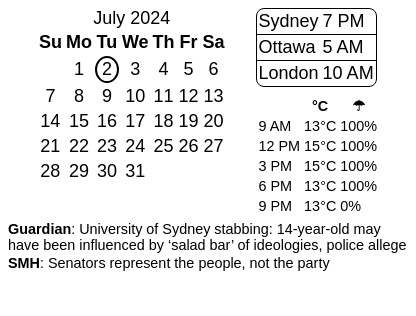 July 2024
Su Mo Tu We Th Fr Sa
1 2 3 4 5 6
7 8 9 10 11 12 13
14 15 16 17 18 19 20
21 22 23 24 25 26 27
28 29 30 31
Sydney 7 PM
Ottawa 5 AM
London 10 AM
°C ☂
9 AM 13°C 100%
12 PM 15°C 100%
3 PM 15°C 100%
6 PM 13°C 100%
9 PM 13°C 0%
Guardian: University of Sydney stabbing: 14-year-old may
have been influenced by ‘salad bar’ of ideologies, police allege
SMH: Senators represent the people, not the party